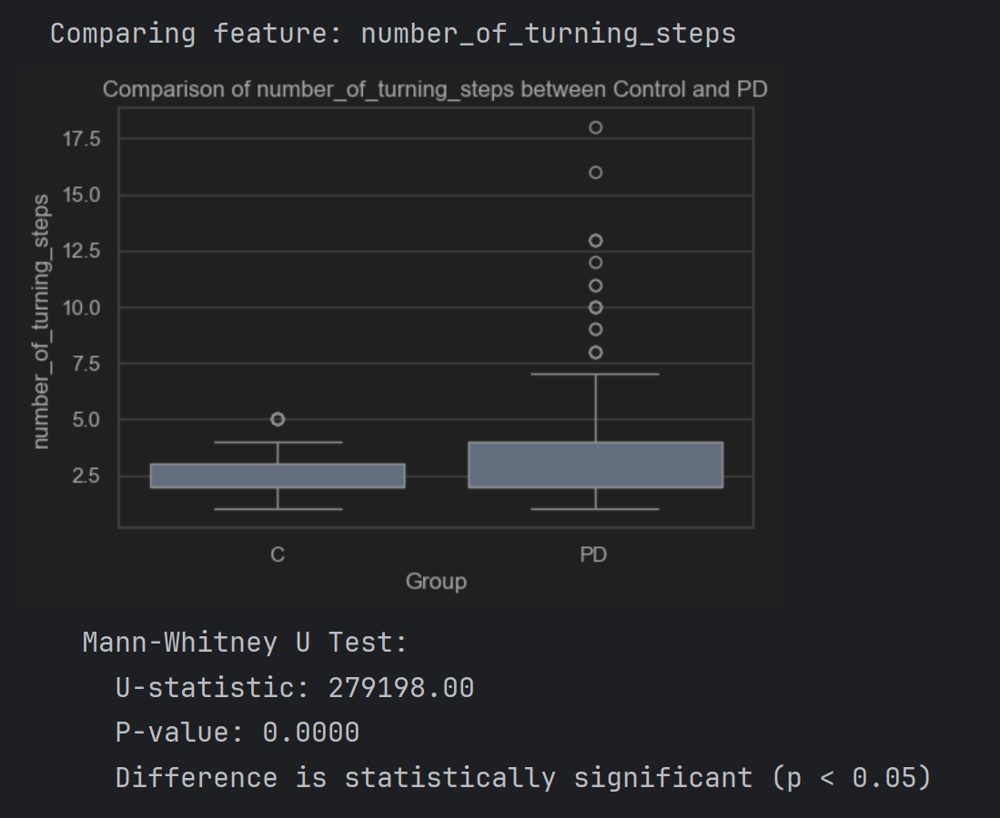 Comparing feature: number_of_turning_steps
Comparison of number_of_turning_steps between Control and PD
number_of_turning_steps
17.5
15.0
12.5
10.0
7.5
5.0
2.5
C PD
Group
Mann-Whitney U Test:
U-statistic: 279198.00
P-value: 0.0000
Difference is statistically significant (p < 0.05)